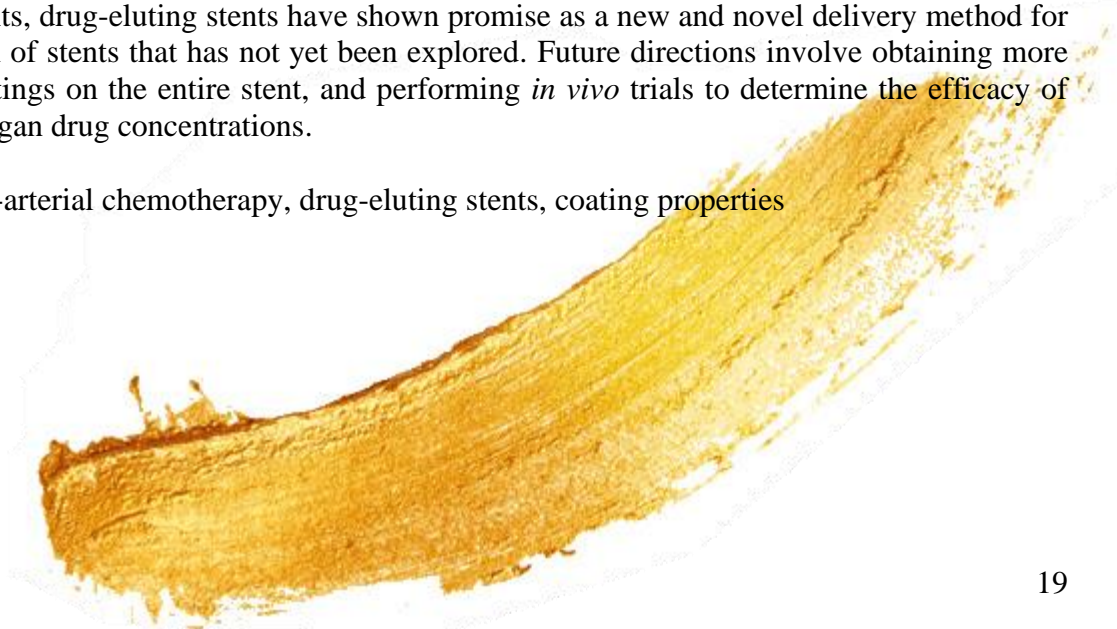 ts, drug-eluting stents have shown promise as a new and novel delivery method for
of stents that has not yet been explored. Future directions involve obtaining more
tings on the entire stent, and performing in vivo trials to determine the efficacy of
gan drug concentrations.
-arterial chemotherapy, drug-eluting stents, coating properties
19